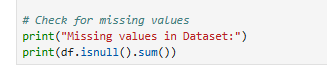 # Check for missing values
print("Missing values in Dataset:")
print(df.isnull().sum())